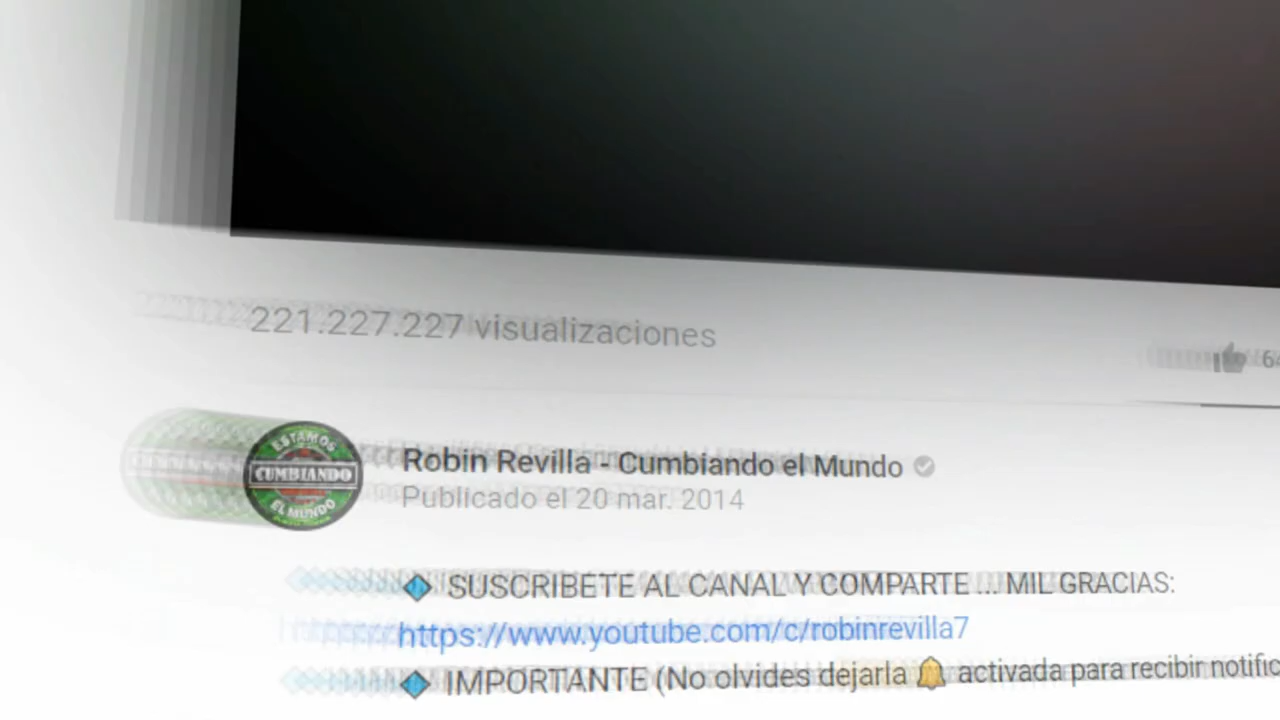 221.227.227 visualizaciones
64
ESTAMOS
CUMBIANDO
EL MUNDO
Robin Revilla - Cumbiando el Mundo
Publicado el 20 mar. 2014
SUSCRIBETE AL CANAL Y COMPARTE ... MIL GRACIAS:
https://www.youtube.com/c/robinrevilla7
IMPORTANTE (No olvides dejarla 🔔 activada para recibir notific